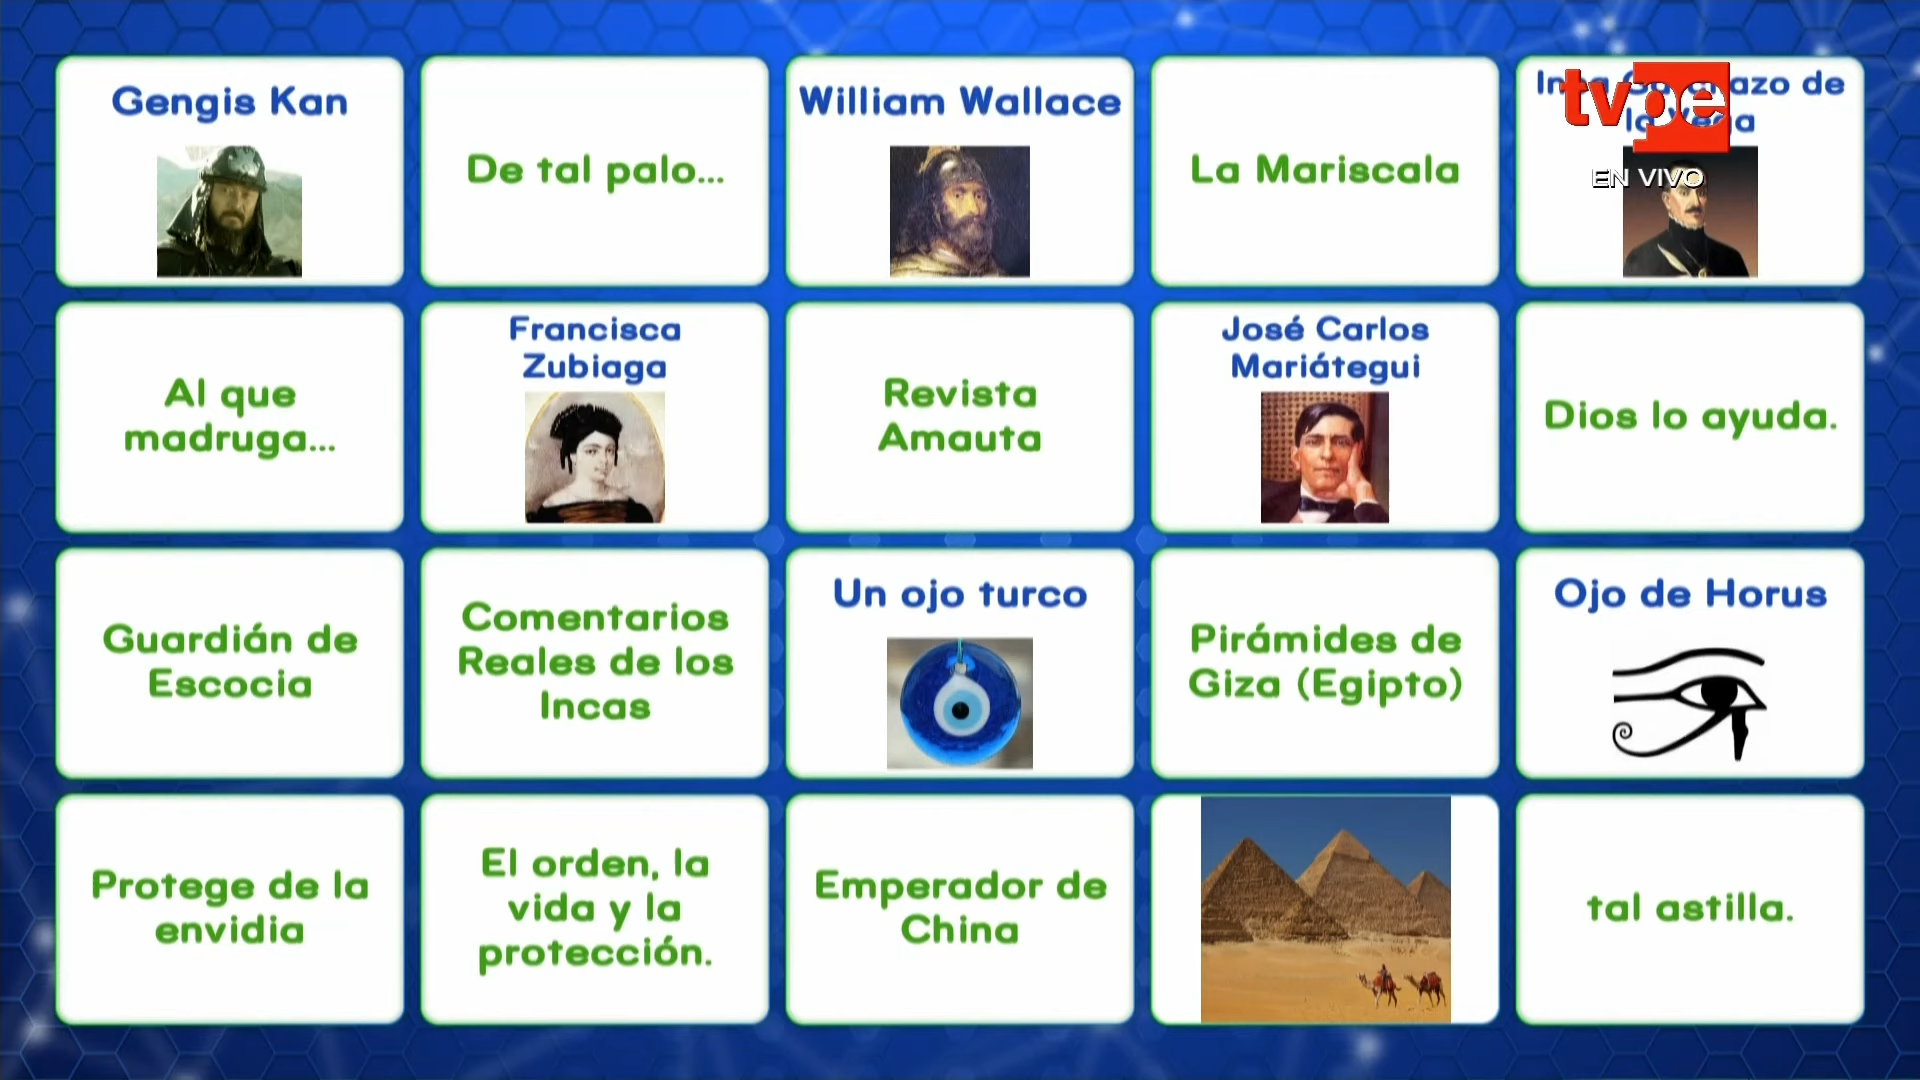 Gengis Kan
De tal palo...
William Wallace
La Mariscala
de
tvpe
EN VIVO
Al que
madruga...
Francisca
Zubiaga
Revista
Amauta
José Carlos
Mariátegui
Dios lo ayuda.
Guardián de
Escocia
Comentarios
Reales de los
Incas
Un ojo turco
Pirámides de
Giza (Egipto)
Ojo de Horus
Protege de la
envidia
El orden, la
vida y la
protección.
Emperador de
China
tal astilla.